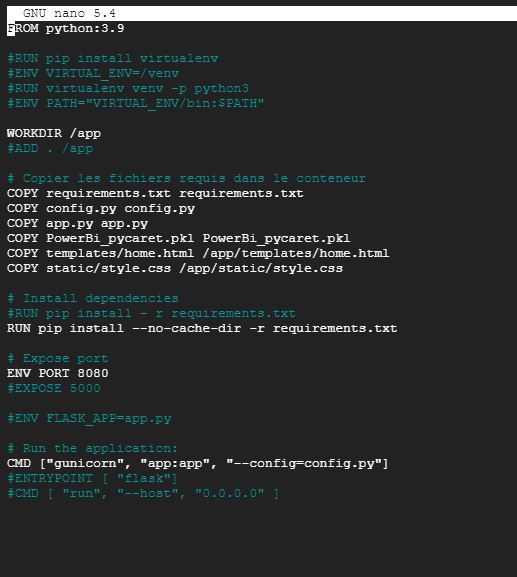 GNU nano 5.4
FROM python:3.9
#RUN pip install virtualenv
#ENV VIRTUAL_ENV=/venv
#RUN virtualenv venv -p python3
#ENV PATH="VIRTUAL_ENV/bin:$PATH"
WORKDIR /app
#ADD . /app
# Copier les fichiers requis dans le conteneur
COPY requirements.txt requirements.txt
COPY config.py config.py
COPY app.py app.py
COPY PowerBi_pycaret.pkl PowerBi_pycaret.pkl
COPY templates/home.html /app/templates/home.html
COPY static/style.css /app/static/style.css
# Install dependencies
#RUN pip install - r requirements.txt
RUN pip install --no-cache-dir -r requirements.txt
# Expose port
ENV PORT 8080
#EXPOSE 5000
#ENV FLASK_APP=app.py
# Run the application:
CMD ["gunicorn", "app:app", "--config=config.py"]
#ENTRYPOINT [ "flask"]
#CMD [ "run", "--host", "0.0.0.0" ]